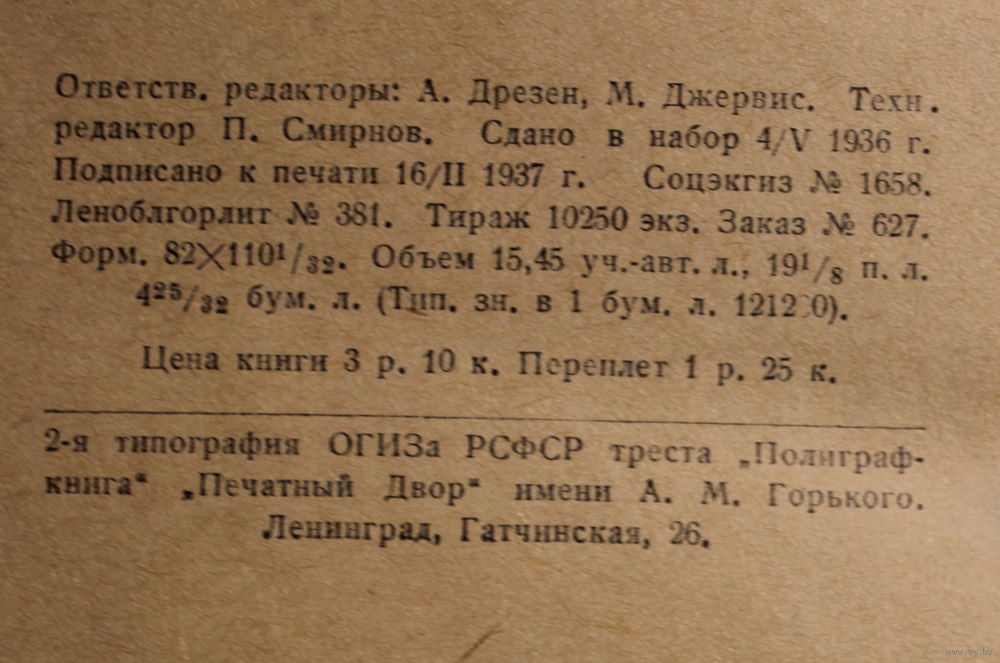 Ответств. редакторы: А. Дрезен, М. Джервис. Техн.
редактор П. Смирнов. Сдано в набор 4/V 1936 г.
Подписано к печати 16/II 1937 г. Соцэкгиз № 1658.
Леноблгорлит № 381. Тираж 10250 экз. Заказ № 627.
Форм. 82×110¹/₃₂. Объем 15,45 уч.-авт. л., 19¹/₈ п. л.
4²⁵/₃₂ бум. л. (Тип. зн. в 1 бум. л.
Цена книги 3 р. 10 к. Переплет 1 р. 25 к.
2-я типография ОГИЗа РСФСР треста „Полиграф-
книга“ „Печатный Двор“ имени А. М. Горького.
Ленинград, Гатчинская, 26.
www.ay.by